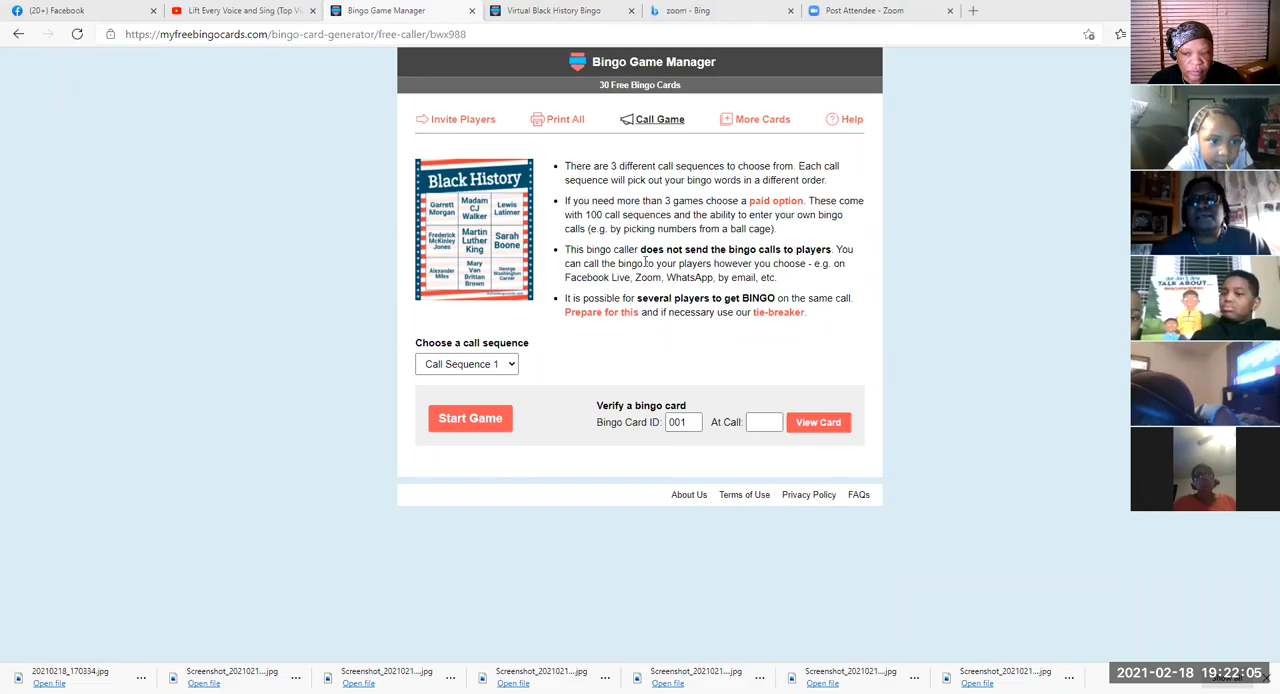 (20+) Facebook
Lift Every Voice and Sing (Top Vi
Bingo Game Manager
Virtual Black History Bingo
zoom - Bing
Post Attendee - Zoom
https://myfreebingocards.com/bingo-card-generator/free-caller/bwx988
Bingo Game Manager
30 Free Bingo Cards
Invite Players
Print All
Call Game
More Cards
Help
Black History
Garrett Morgan
Madam CJ Walker
Lewis Latimer
Frederick McKinley Jones
Martin Luther King
Sarah Boone
Alexander Miles
Mary Van Brittan Brown
George Washington Carver
There are 3 different call sequences to choose from. Each call
sequence will pick out your bingo words in a different order.
If you need more than 3 games choose a paid option. These come
with 100 call sequences and the ability to enter your own bingo
calls (e.g. by picking numbers from a ball cage).
This bingo caller does not send the bingo calls to players. You
can call the bingo to your players however you choose - e.g. on
Facebook Live, Zoom, WhatsApp, by email, etc.
It is possible for several players to get BINGO on the same call.
Prepare for this and if necessary use our tie-breaker.
Choose a call sequence
Call Sequence 1
Start Game
Verify a bingo card
Bingo Card ID: 001 At Call: View Card
About Us Terms of Use Privacy Policy FAQs
TALK ABOUT...
20210218_170334.jpg
Open file
Screenshot_2021021....jpg
Open file
Screenshot_2021021....jpg
Open file
Screenshot_2021021....jpg
Open file
Screenshot_2021021....jpg
Open file
Screenshot_2021021....jpg
Open file
Screenshot_2021021....jpg
Open file
2021-02-18 19:22:05